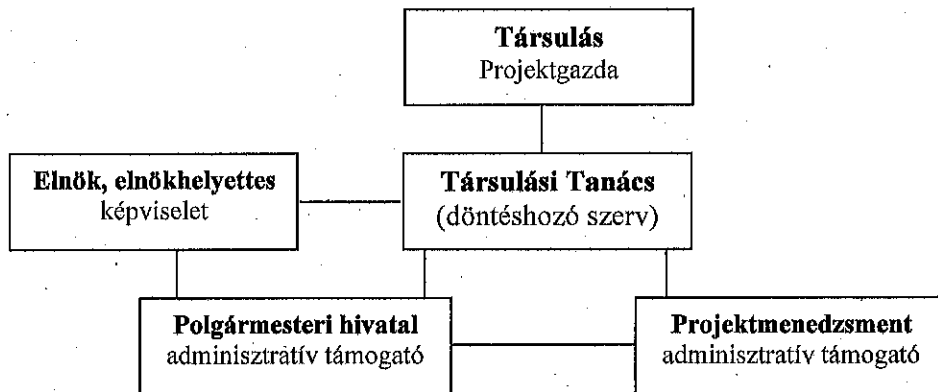 Társulás
Projektgazda
Elnök, elnökhelyettes
képviselet
Társulási Tanács
(döntéshozó szerv)
Polgármesteri hivatal
adminisztratív támogató
Projektmenedzsment
adminisztratív támogató